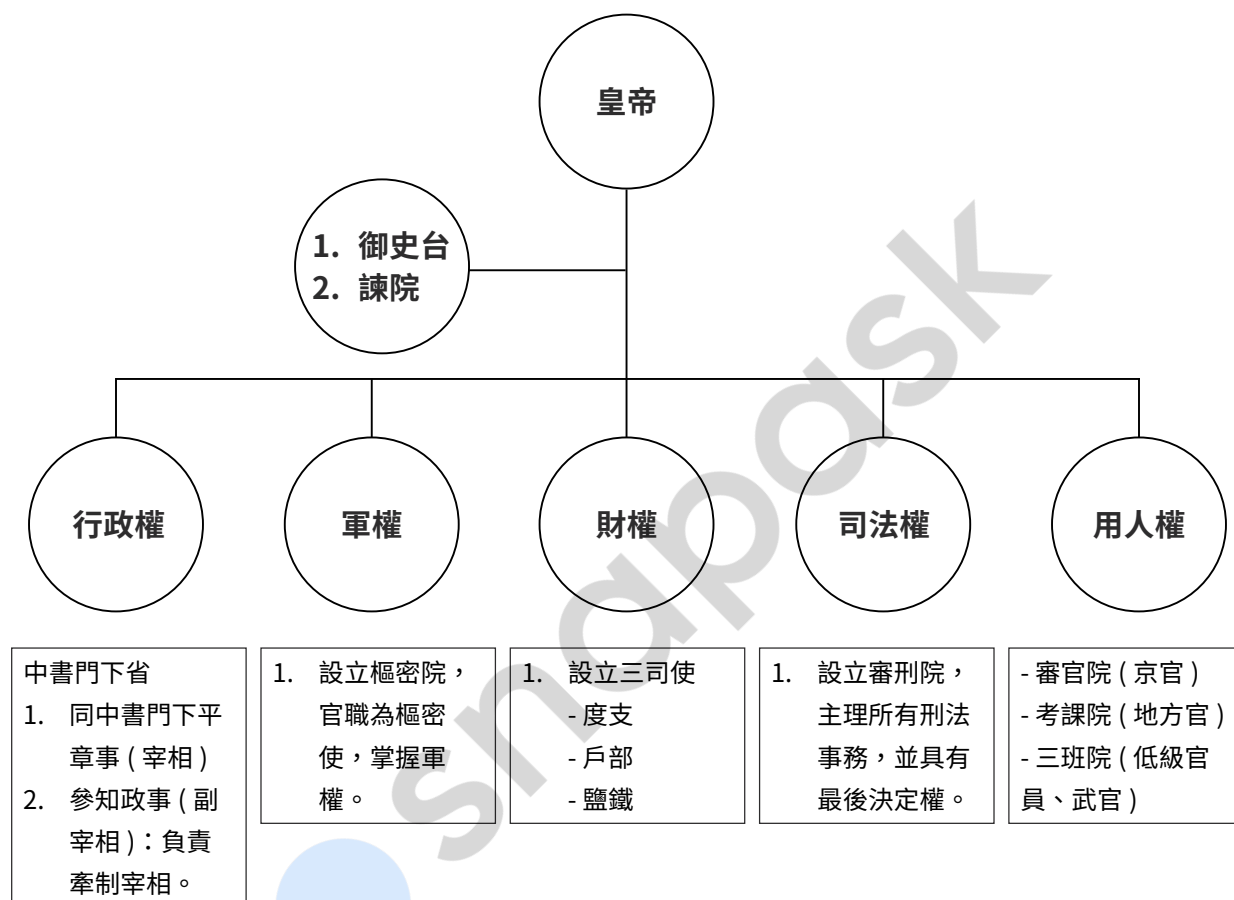 皇帝
1. 御史台
2. 諫院
行政權
軍權
財權
司法權
用人權
中書門下省
1. 同中書門下平
章事 ( 宰相 )
2. 參知政事 ( 副
宰相 )：負責
牽制宰相。
1. 設立樞密院，
官職為樞密
使，掌握軍
權。
1. 設立三司使
- 度支
- 戶部
- 鹽鐵
1. 設立審刑院，
主理所有刑法
事務，並具有
最後決定權。
- 審官院 ( 京官 )
- 考課院 ( 地方官 )
- 三班院 ( 低級官
員、武官 )
snapask